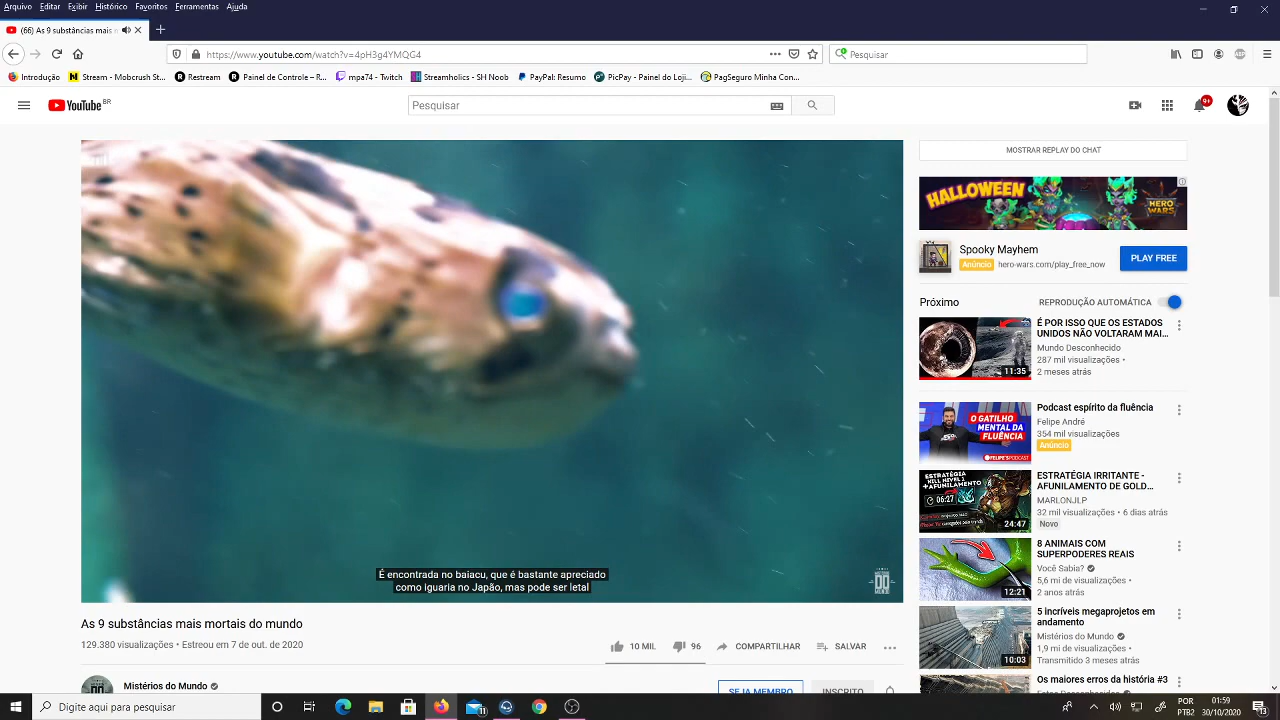 Arquivo Editar Exibir Histórico Favoritos Ferramentas Ajuda
(66) As 9 substâncias mais
https://www.youtube.com/watch?v=4pH3g4YMQG4
Pesquisar
Introdução
Stream - Mobcrush St...
Restream
Painel de Controle – R...
mpa74 - Twitch
Streamholics - SH Noob
PayPal: Resumo
PicPay - Painel do Loji...
PagSeguro Minha Con...
YouTube BR
Pesquisar
9+
É encontrada no baiacu, que é bastante apreciado
como iguaria no Japão, mas pode ser letal
As 9 substâncias mais mortais do mundo
129.380 visualizações • Estreou em 7 de out. de 2020
10 MIL
96
COMPARTILHAR
SALVAR
Mistérios do Mundo
SEJA MEMBRO
INSCRITO
MOSTRAR REPLAY DO CHAT
HALLOWEEN
HERO
WARS
Spooky Mayhem
Anúncio hero-wars.com/play_free_now
PLAY FREE
Próximo
REPRODUÇÃO AUTOMÁTICA
11:35
É POR ISSO QUE OS ESTADOS
UNIDOS NÃO VOLTARAM MAI...
Mundo Desconhecido
287 mil visualizações •
2 meses atrás
O GATILHO
MENTAL DA
FLUÊNCIA
FELIPE'SPODCAST
Podcast espírito da fluência
Felipe André
354 mil visualizações
Anúncio
ESTRATÉGIA
KILL NIVEL 1
+AFUNILAMENTO
06:27
24:47
ESTRATÉGIA IRRITANTE -
AFUNILAMENTO DE GOLD...
MARLONJLP
32 mil visualizações • 6 dias atrás
Novo
12:21
8 ANIMAIS COM
SUPERPODERES REAIS
Você Sabia?
5,6 mi de visualizações •
2 anos atrás
10:03
5 incríveis megaprojetos em
andamento
Mistérios do Mundo
1,9 mi de visualizações •
Transmitido 3 meses atrás
Os maiores erros da história #3
Digite aqui para pesquisar
POR
PTB2
01:59
30/10/2020